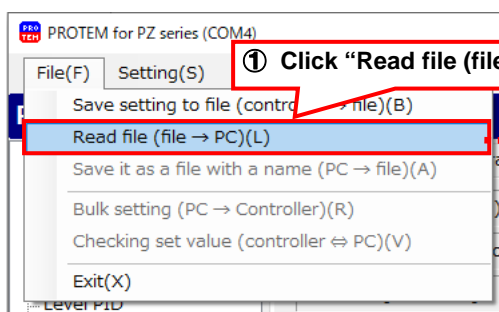 PRO
TEM
PROTEM for PZ series (COM4)
① Click “Read file (file
File(F) Setting(S)
Save setting to file (contro → file)(B)
Read file (file → PC)(L)
Save it as a file with a name (PC → file)(A)
Bulk setting (PC → Controller)(R)
Checking set value (controller ⇔ PC)(V)
Exit(X)
Level PID